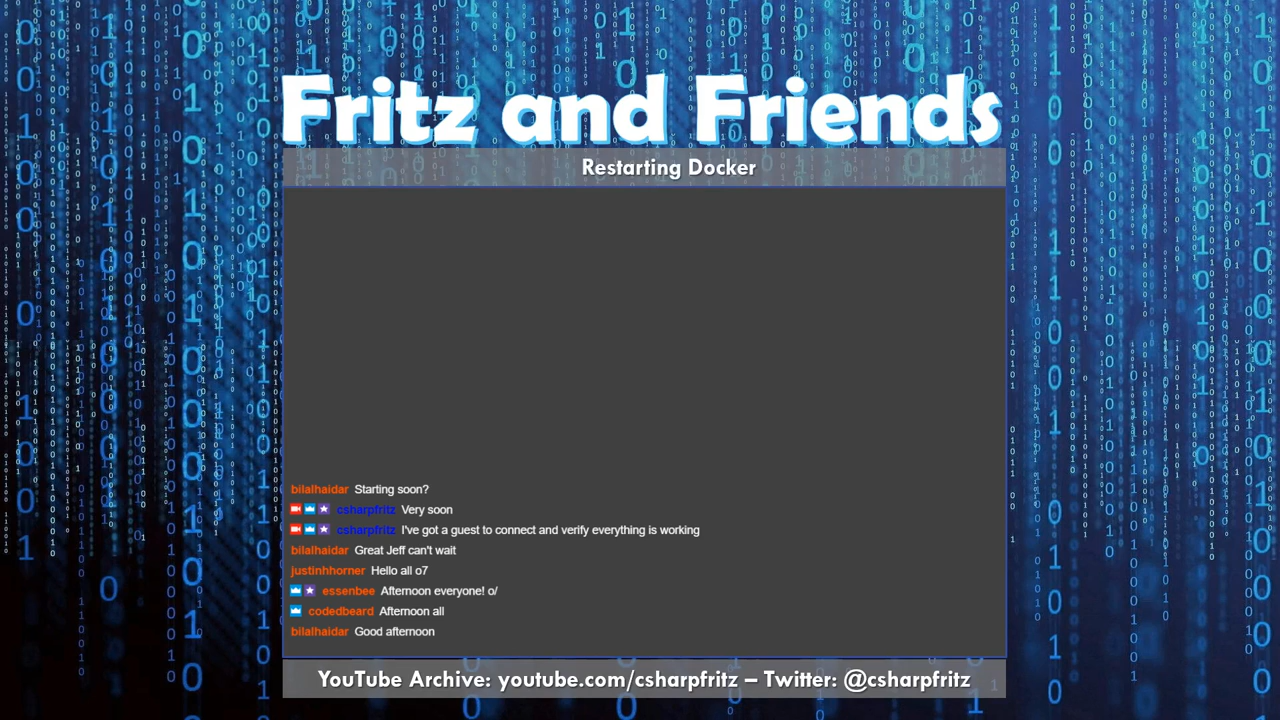 Fritz and Friends
Restarting Docker
bilalhaidar Starting soon?
csharpfritz Very soon
csharpfritz I've got a guest to connect and verify everything is working
bilalhaidar Great Jeff can't wait
justinhhorner Hello all o7
essenbee Afternoon everyone! o/
codedbeard Afternoon all
bilalhaidar Good afternoon
YouTube Archive: youtube.com/csharpfritz – Twitter: @csharpfritz